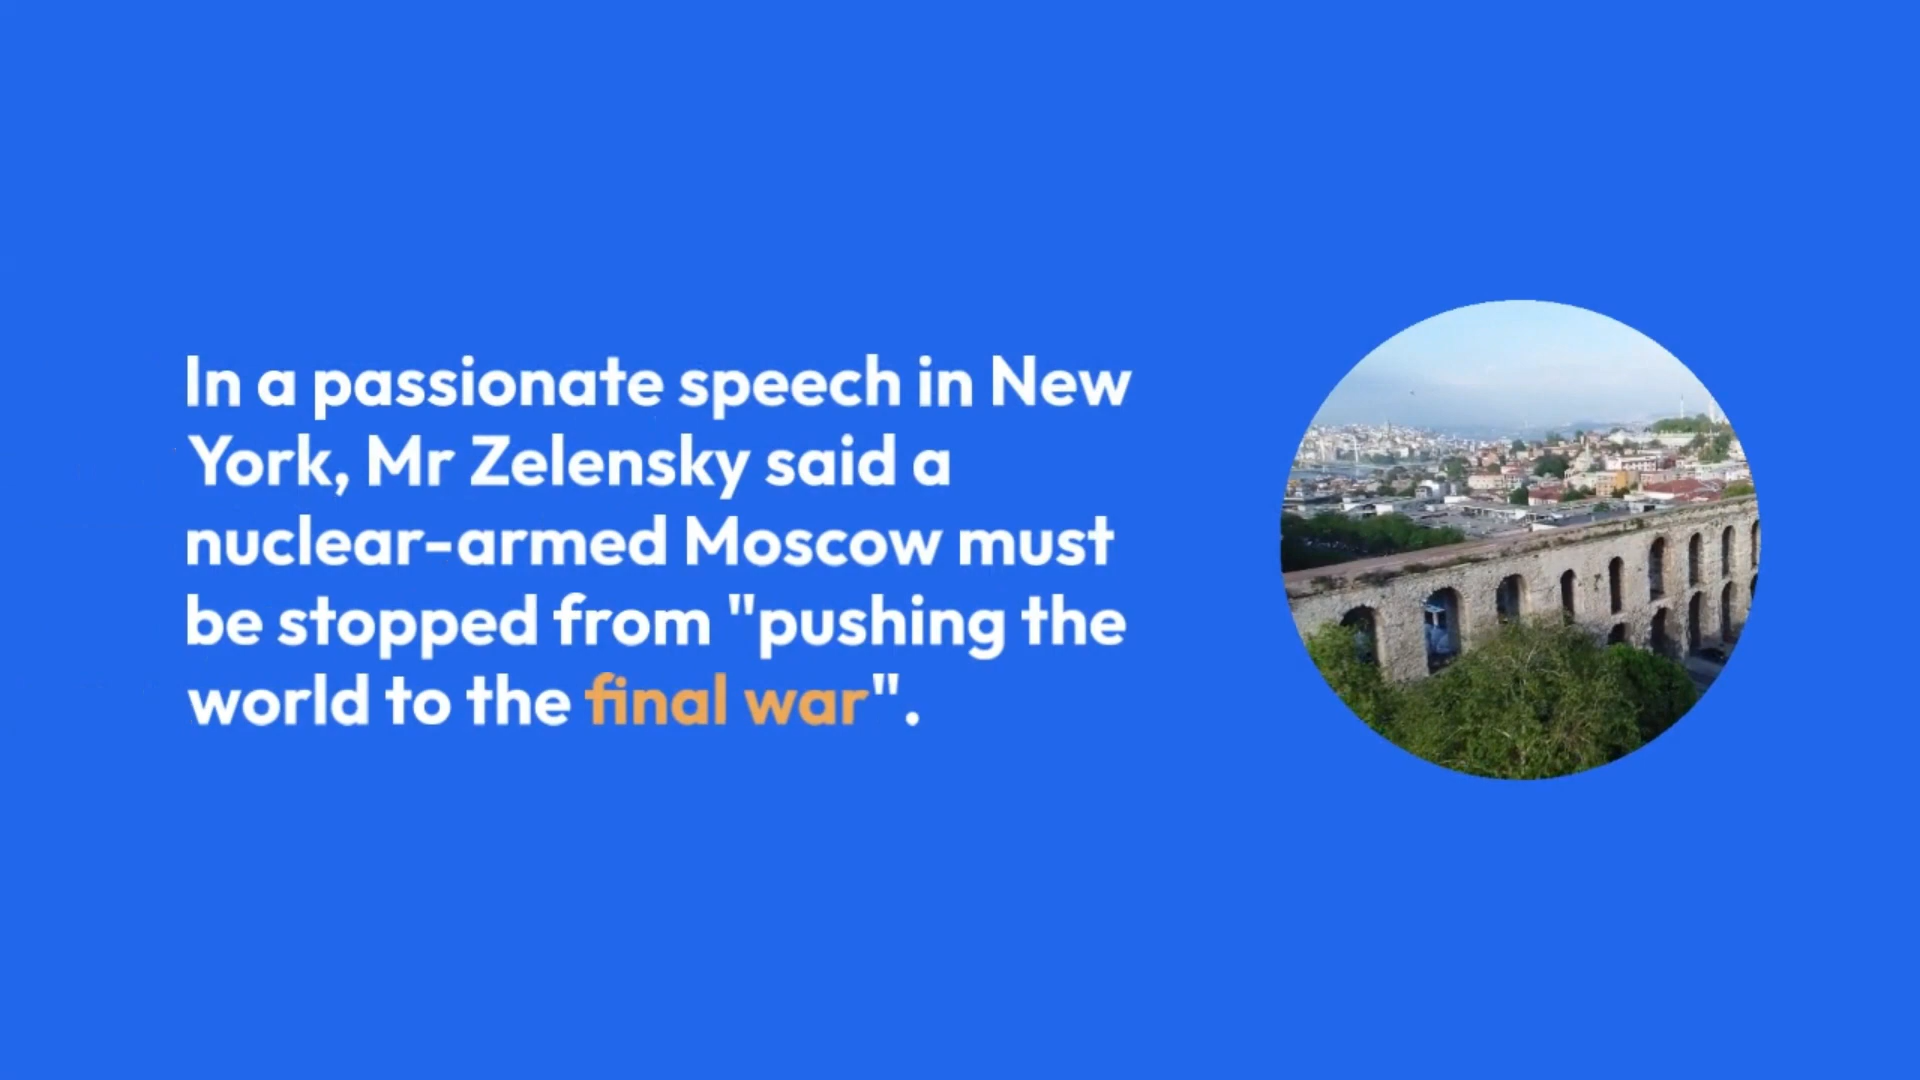 In a passionate speech in New
York, Mr Zelensky said a
nuclear-armed Moscow must
be stopped from "pushing the
world to the final war".